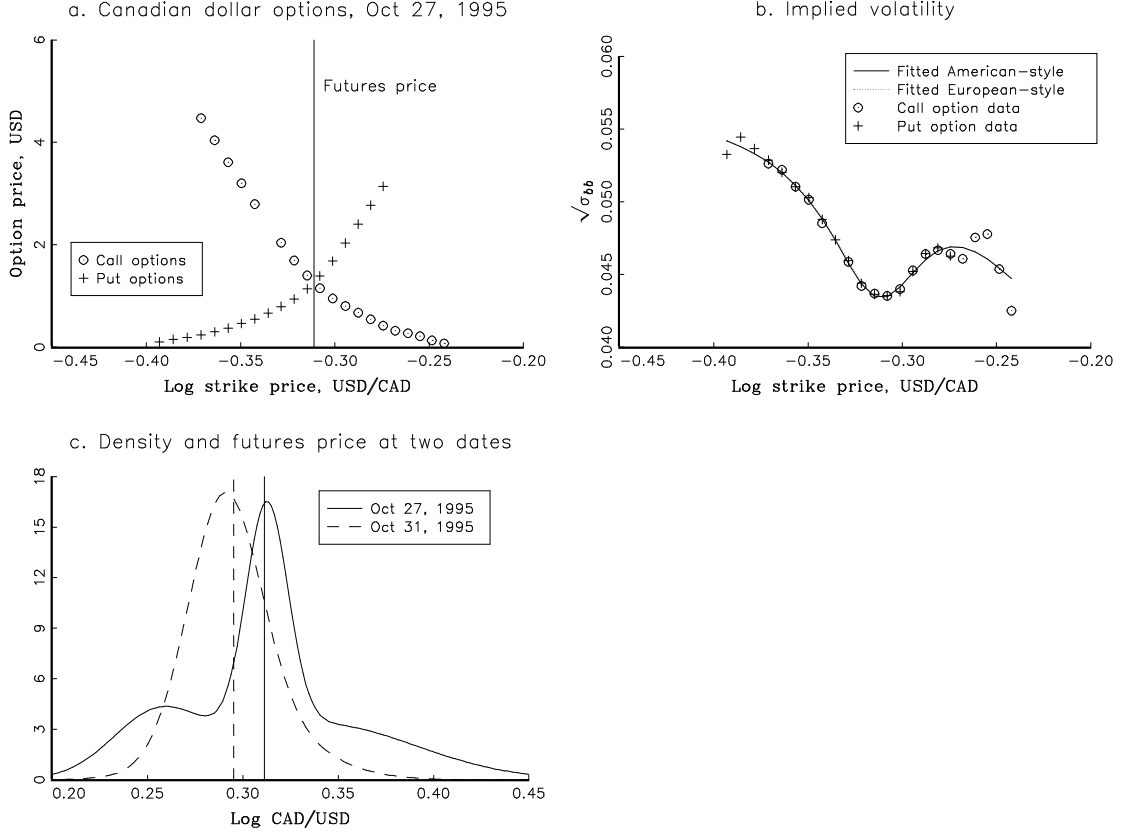 a. Canadian dollar options, Oct 27, 1995
Option price, USD
6
4
2
0
Futures price
Call options
Put options
−0.45 −0.40 −0.35 −0.30 −0.25 −0.20
Log strike price, USD/CAD
b. Implied volatility
√σbb
0.060
0.055
0.050
0.045
0.040
Fitted American−style
Fitted European−style
Call option data
Put option data
−0.45 −0.40 −0.35 −0.30 −0.25 −0.20
Log strike price, USD/CAD
c. Density and futures price at two dates
18
15
12
9
6
3
0
Oct 27, 1995
Oct 31, 1995
0.20 0.25 0.30 0.35 0.40 0.45
Log CAD/USD